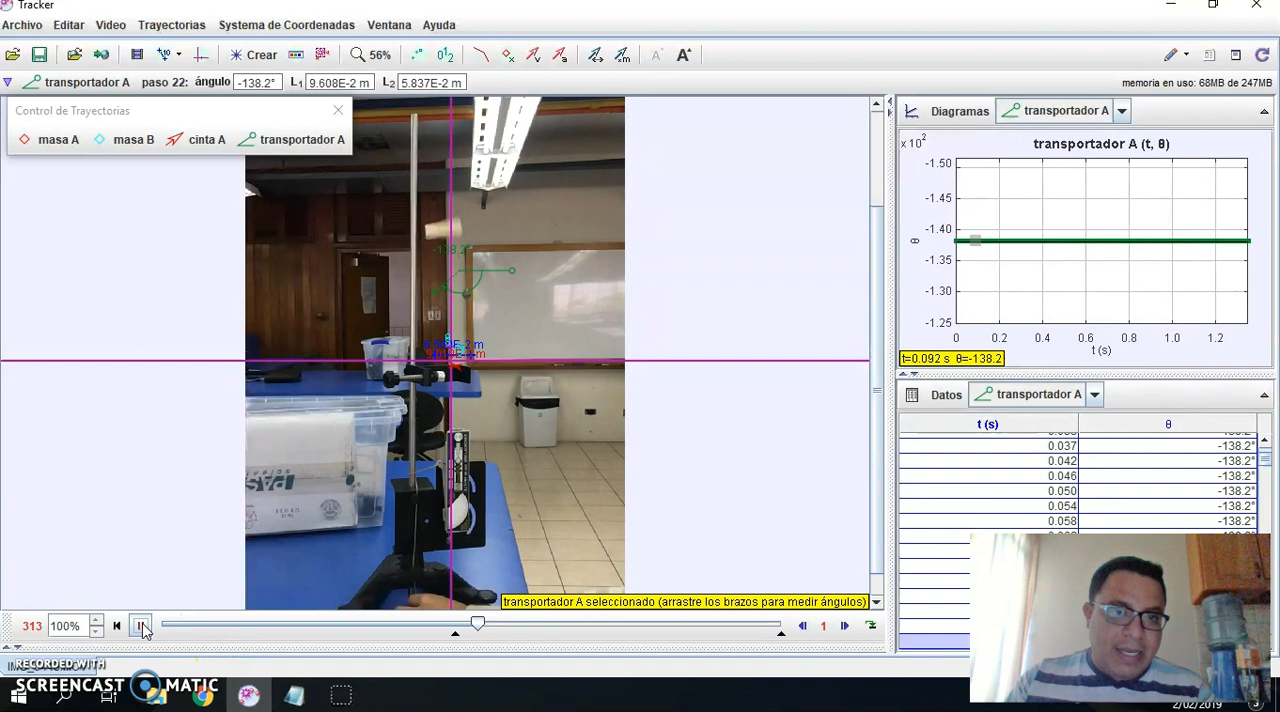 Tracker
Archivo Editar Video Trayectorias Sistema de Coordenadas Ventana Ayuda
Crear 56%
transportador A paso 22: ángulo -138.2° L1 9.608E-2 m L2 5.837E-2 m
memoria en uso: 68MB de 247MB
Control de Trayectorias
masa A masa B cinta A transportador A
Diagramas transportador A
x 10²
transportador A (t, θ)
-1.50
-1.45
-1.40
θ
-1.35
-1.30
-1.25
0 0.2 0.4 0.6 0.8 1.0 1.2
t (s)
t=0.092 s θ=-138.2
-138.2°
Datos transportador A
t (s) θ
0.037 -138.2°
0.042 -138.2°
0.046 -138.2°
0.050 -138.2°
0.054 -138.2°
0.058 -138.2°
transportador A seleccionado (arrastre los brazos para medir ángulos)
313 100% 1
RECORDED WITH
SCREENCAST MATIC
2/02/2019